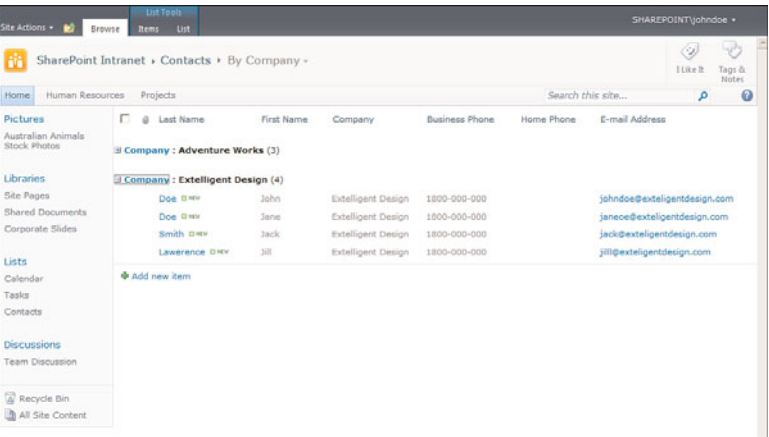 List Tools
Site Actions
Browse
Items
List
SHAREPOINT\johndoe
SharePoint Intranet › Contacts › By Company
I Like It
Tags &
Notes
Home
Human Resources
Projects
Search this site...
Pictures
Australian Animals
Stock Photos
Libraries
Site Pages
Shared Documents
Corporate Slides
Lists
Calendar
Tasks
Contacts
Discussions
Team Discussion
Recycle Bin
All Site Content
Last Name First Name Company Business Phone Home Phone E-mail Address
Company : Adventure Works (3)
Company : Extelligent Design (4)
Doe NEW John Extelligent Design 1800-000-000 johndoe@exteligentdesign.com
Doe NEW Jane Extelligent Design 1800-000-000 janeoe@exteligentdesign.com
Smith NEW Jack Extelligent Design 1800-000-000 jack@exteligentdesign.com
Lawerence NEW Jill Extelligent Design 1800-000-000 jill@exteligentdesign.com
Add new item